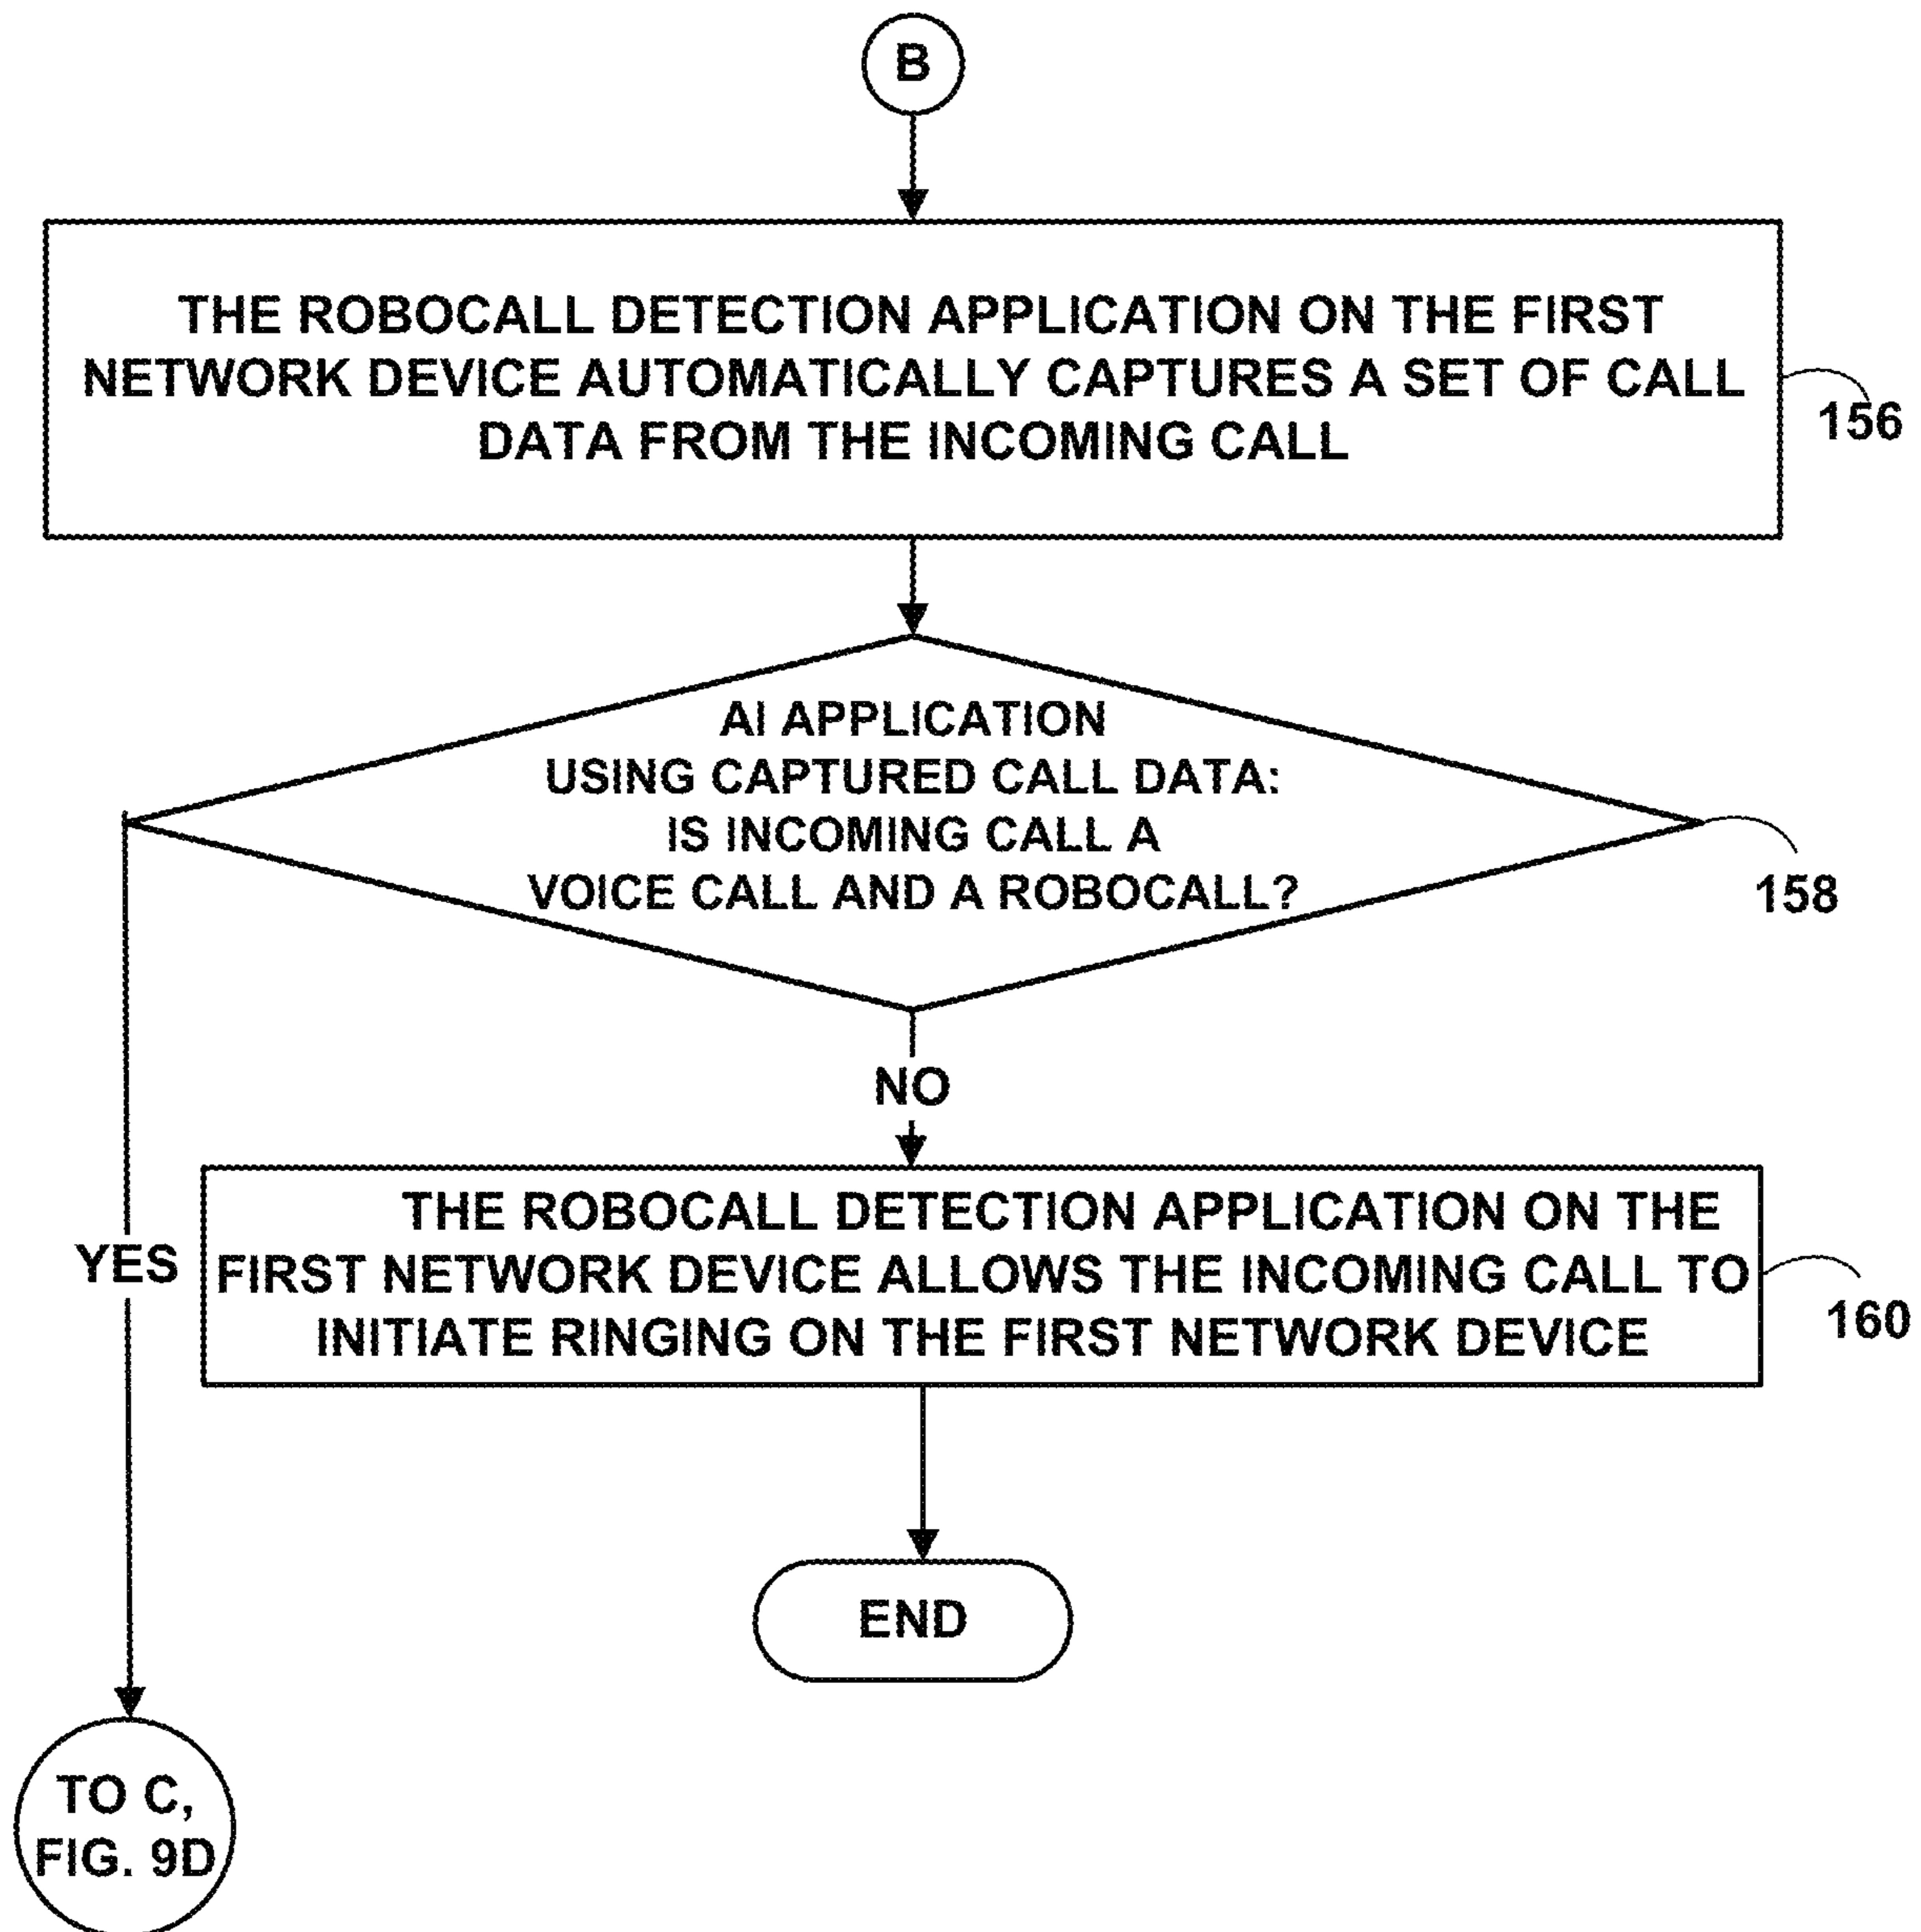 B
THE ROBOCALL DETECTION APPLICATION ON THE FIRST
NETWORK DEVICE AUTOMATICALLY CAPTURES A SET OF CALL
DATA FROM THE INCOMING CALL
156
AI APPLICATION
USING CAPTURED CALL DATA:
IS INCOMING CALL A
VOICE CALL AND A ROBOCALL?
158
NO
YES
THE ROBOCALL DETECTION APPLICATION ON THE
FIRST NETWORK DEVICE ALLOWS THE INCOMING CALL TO
INITIATE RINGING ON THE FIRST NETWORK DEVICE
160
END
TO C,
FIG. 9D